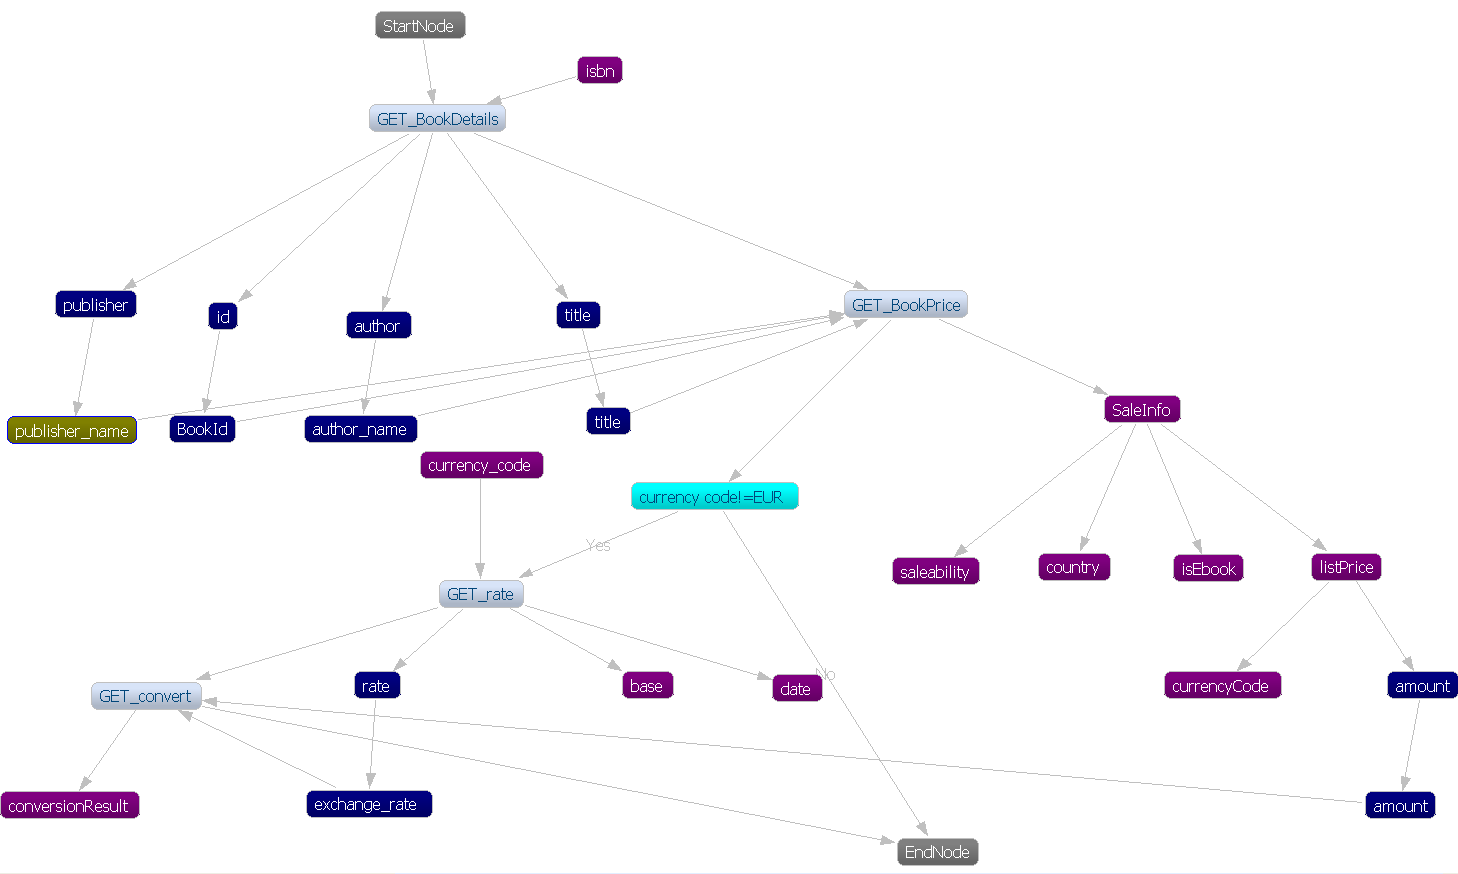 StartNode
isbn
GET_BookDetails
publisher
id
author
title
GET_BookPrice
publisher_name
BookId
author_name
title
SaleInfo
currency_code
currency code!=EUR
Yes
saleability
country
isEbook
listPrice
GET_rate
GET_convert
rate
base
date
No
currencyCode
amount
conversionResult
exchange_rate
amount
EndNode